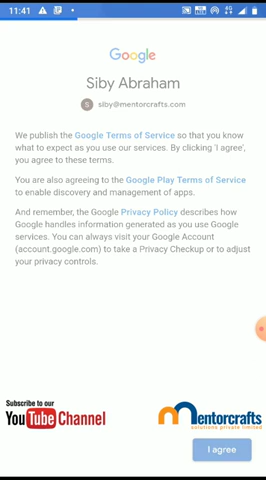 11:41
4G
Google
Siby Abraham
S siby@mentorcrafts.com
We publish the Google Terms of Service so that you know
what to expect as you use our services. By clicking 'I agree',
you agree to these terms.
You are also agreeing to the Google Play Terms of Service
to enable discovery and management of apps.
And remember, the Google Privacy Policy describes how
Google handles information generated as you use Google
services. You can always visit your Google Account
(account.google.com) to take a Privacy Checkup or to adjust
your privacy controls.
Subscribe to our
YouTube Channel
mentorcrafts
solutions private limited
I agree